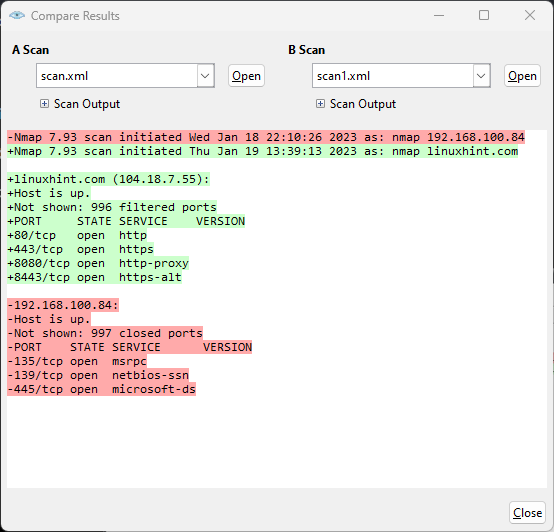 Compare Results
A Scan
B Scan
scan.xml
Open
scan1.xml
Open
Scan Output
Scan Output
-Nmap 7.93 scan initiated Wed Jan 18 22:10:26 2023 as: nmap 192.168.100.84
+Nmap 7.93 scan initiated Thu Jan 19 13:39:13 2023 as: nmap linuxhint.com
+linuxhint.com (104.18.7.55):
+Host is up.
+Not shown: 996 filtered ports
+PORT     STATE SERVICE    VERSION
+80/tcp   open  http
+443/tcp  open  https
+8080/tcp open  http-proxy
+8443/tcp open  https-alt
-192.168.100.84:
-Host is up.
-Not shown: 997 closed ports
-PORT    STATE SERVICE      VERSION
-135/tcp open  msrpc
-139/tcp open  netbios-ssn
-445/tcp open  microsoft-ds
Close